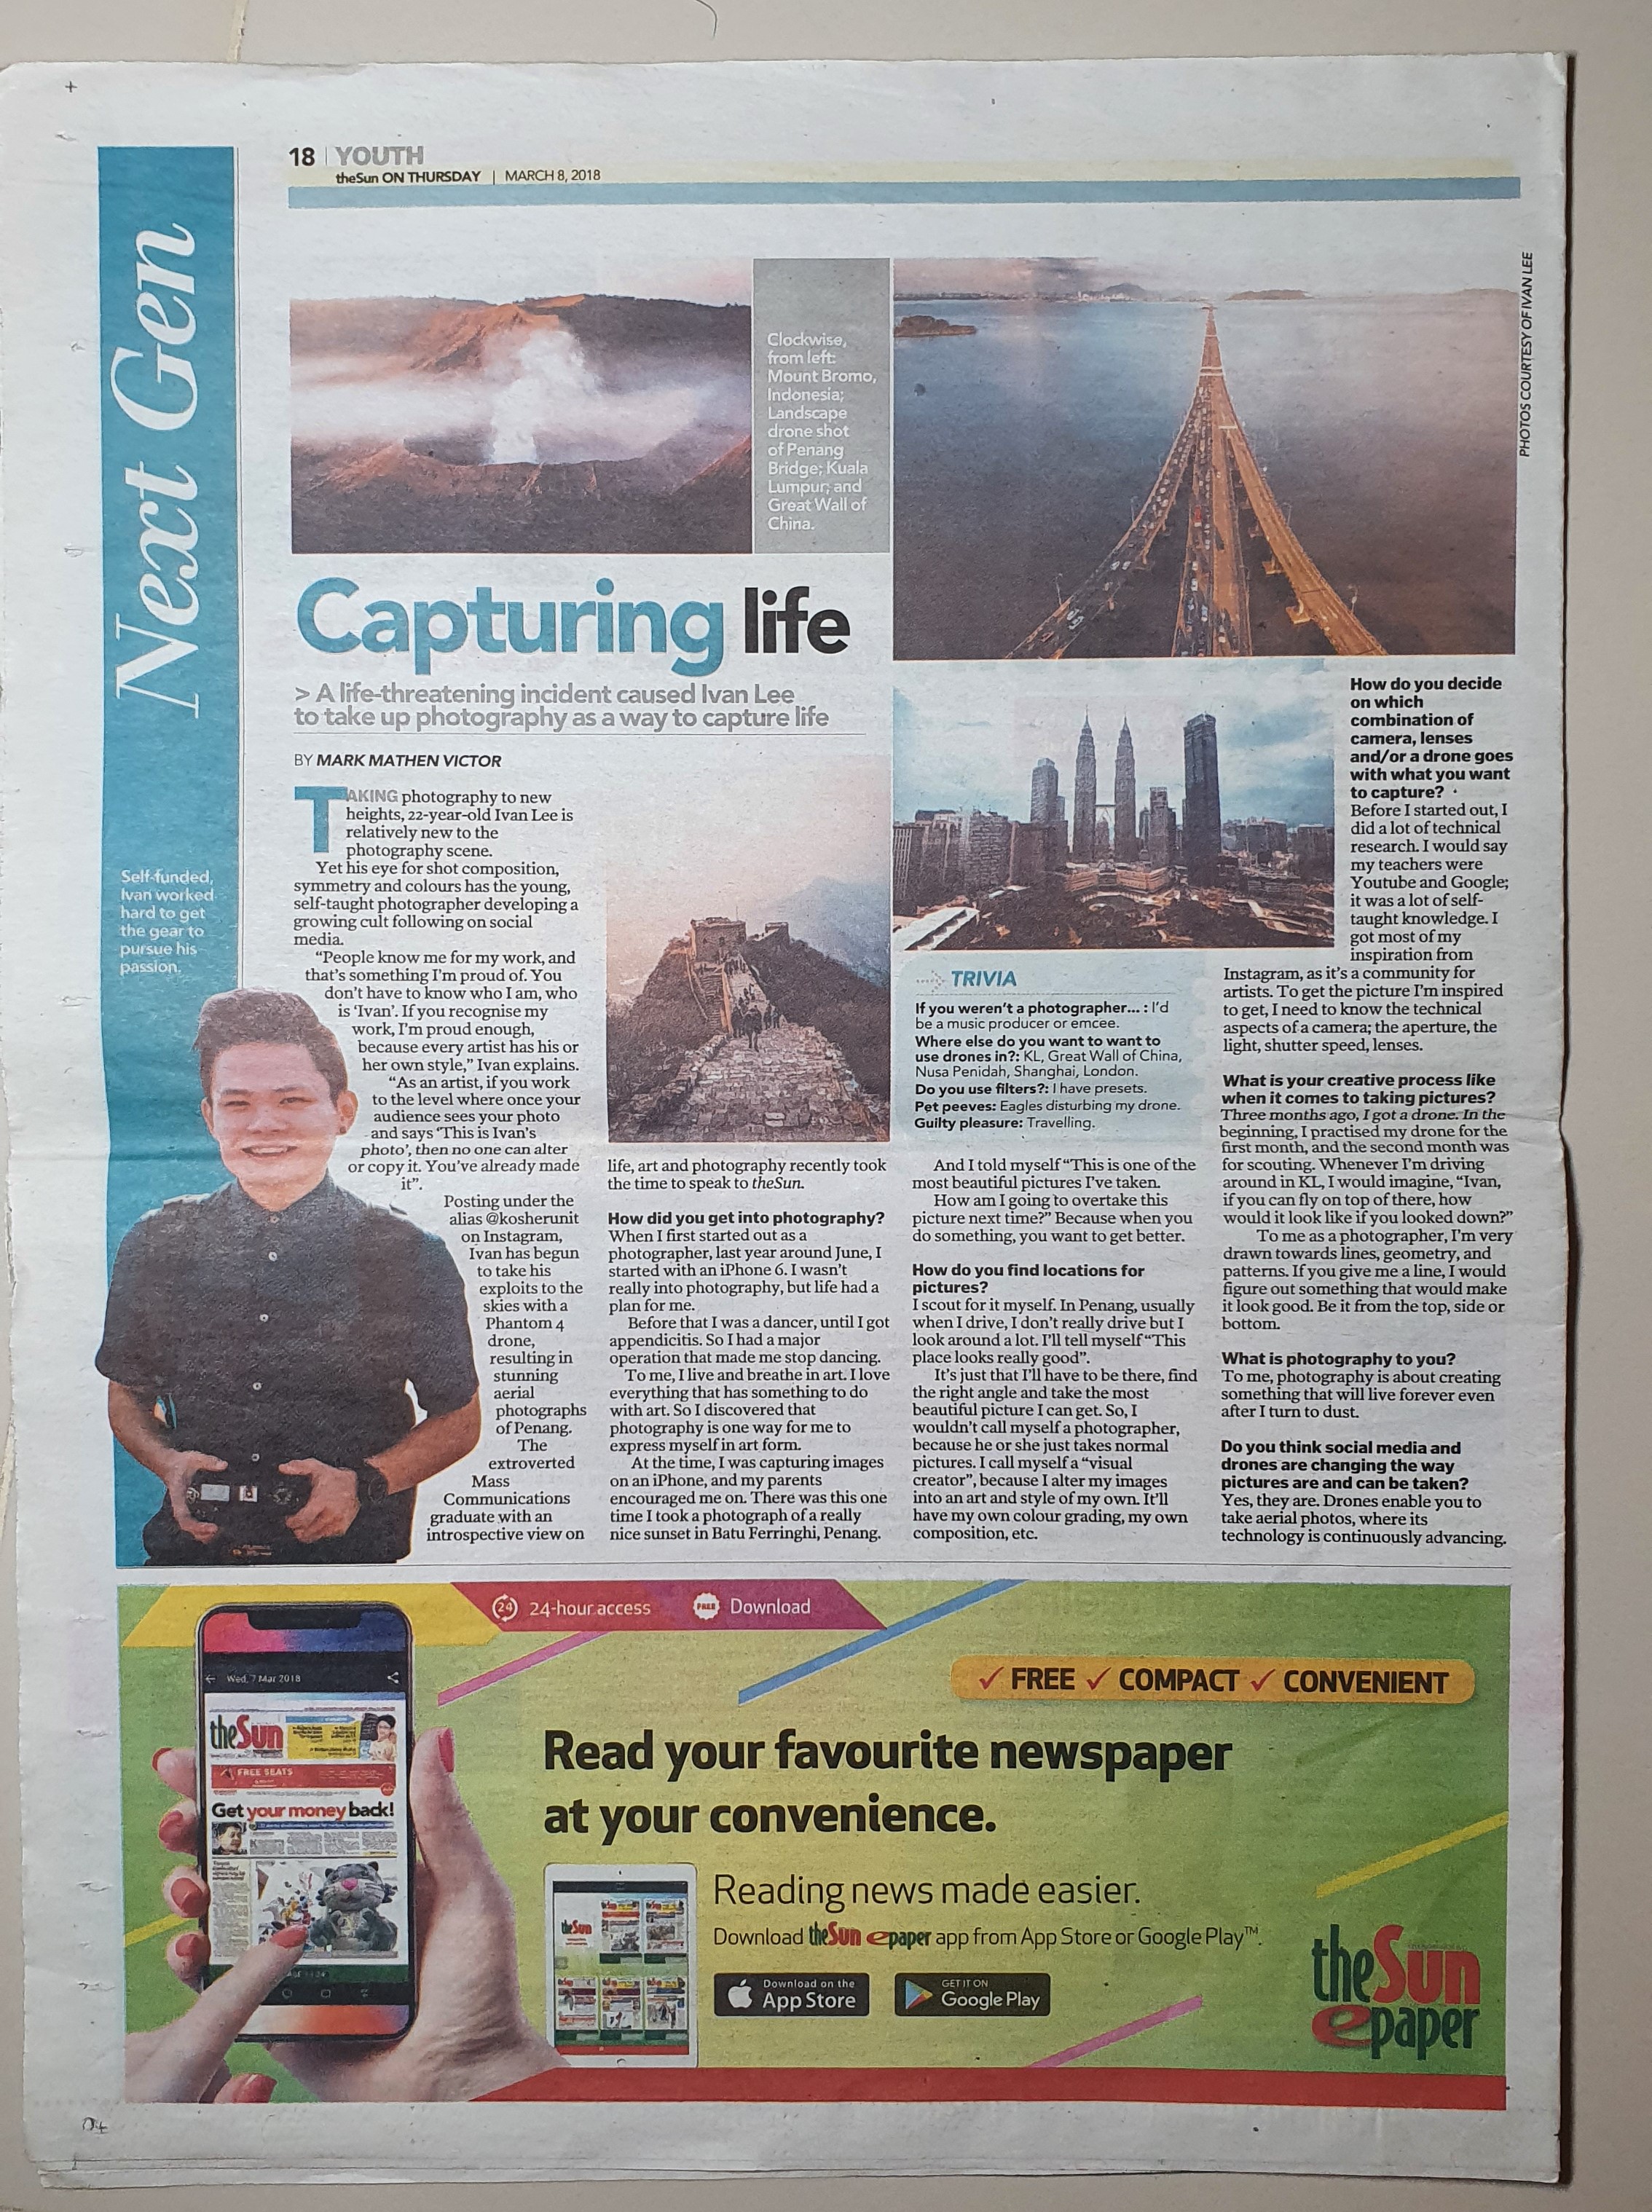 18 | YOUTH
theSun ON THURSDAY | MARCH 8, 2018
Next Gen
PHOTOS COURTESY OF IVAN LEE
Clockwise,
from left:
Mount Bromo,
Indonesia;
Landscape
drone shot
of Penang
Bridge; Kuala
Lumpur; and
Great Wall of
China.
Capturing life
> A life-threatening incident caused Ivan Lee
to take up photography as a way to capture life
BY MARK MATHEN VICTOR
Self-funded,
Ivan worked
hard to get
the gear to
pursue his
passion.
TAKING photography to new
heights, 22-year-old Ivan Lee is
relatively new to the
photography scene.
Yet his eye for shot composition,
symmetry and colours has the young,
self-taught photographer developing a
growing cult following on social
media.
“People know me for my work, and
that’s something I’m proud of. You
don’t have to know who I am, who
is ‘Ivan’. If you recognise my
work, I’m proud enough,
because every artist has his or
her own style,” Ivan explains.
“As an artist, if you work
to the level where once your
audience sees your photo
and says ‘This is Ivan’s
photo’, then no one can alter
or copy it. You’ve already made
it”.
Posting under the
alias @kosherunit
on Instagram,
Ivan has begun
to take his
exploits to the
skies with a
Phantom 4
drone,
resulting in
stunning
aerial
photographs
of Penang.
The
extroverted
Mass
Communications
graduate with an
introspective view on
life, art and photography recently took
the time to speak to theSun.
How did you get into photography?
When I first started out as a
photographer, last year around June, I
started with an iPhone 6. I wasn’t
really into photography, but life had a
plan for me.
Before that I was a dancer, until I got
appendicitis. So I had a major
operation that made me stop dancing.
To me, I live and breathe in art. I love
everything that has something to do
with art. So I discovered that
photography is one way for me to
express myself in art form.
At the time, I was capturing images
on an iPhone, and my parents
encouraged me on. There was this one
time I took a photograph of a really
nice sunset in Batu Ferringhi, Penang.
TRIVIA
If you weren’t a photographer... : I’d
be a music producer or emcee.
Where else do you want to want to
use drones in?: KL, Great Wall of China,
Nusa Penidah, Shanghai, London.
Do you use filters?: I have presets.
Pet peeves: Eagles disturbing my drone.
Guilty pleasure: Travelling.
And I told myself “This is one of the
most beautiful pictures I’ve taken.
How am I going to overtake this
picture next time?” Because when you
do something, you want to get better.
How do you find locations for
pictures?
I scout for it myself. In Penang, usually
when I drive, I don’t really drive but I
look around a lot. I’ll tell myself “This
place looks really good”.
It’s just that I’ll have to be there, find
the right angle and take the most
beautiful picture I can get. So, I
wouldn’t call myself a photographer,
because he or she just takes normal
pictures. I call myself a “visual
creator”, because I alter my images
into an art and style of my own. It’ll
have my own colour grading, my own
composition, etc.
How do you decide
on which
combination of
camera, lenses
and/or a drone goes
with what you want
to capture?
Before I started out, I
did a lot of technical
research. I would say
my teachers were
Youtube and Google;
it was a lot of self-
taught knowledge. I
got most of my
inspiration from
Instagram, as it’s a community for
artists. To get the picture I’m inspired
to get, I need to know the technical
aspects of a camera; the aperture, the
light, shutter speed, lenses.
What is your creative process like
when it comes to taking pictures?
Three months ago, I got a drone. In the
beginning, I practised my drone for the
first month, and the second month was
for scouting. Whenever I’m driving
around in KL, I would imagine, “Ivan,
if you can fly on top of there, how
would it look like if you looked down?”
To me as a photographer, I’m very
drawn towards lines, geometry, and
patterns. If you give me a line, I would
figure out something that would make
it look good. Be it from the top, side or
bottom.
What is photography to you?
To me, photography is about creating
something that will live forever even
after I turn to dust.
Do you think social media and
drones are changing the way
pictures are and can be taken?
Yes, they are. Drones enable you to
take aerial photos, where its
technology is continuously advancing.
24 24-hour access FREE Download
✓ FREE ✓ COMPACT ✓ CONVENIENT
Wed, 7 Mar 2018
theSun
FREE SEATS
Get your money back!
Read your favourite newspaper
at your convenience.
theSun
Reading news made easier.
Download theSun epaper app from App Store or Google Play™.
Download on the
App Store
GET IT ON
Google Play
theSun
epaper